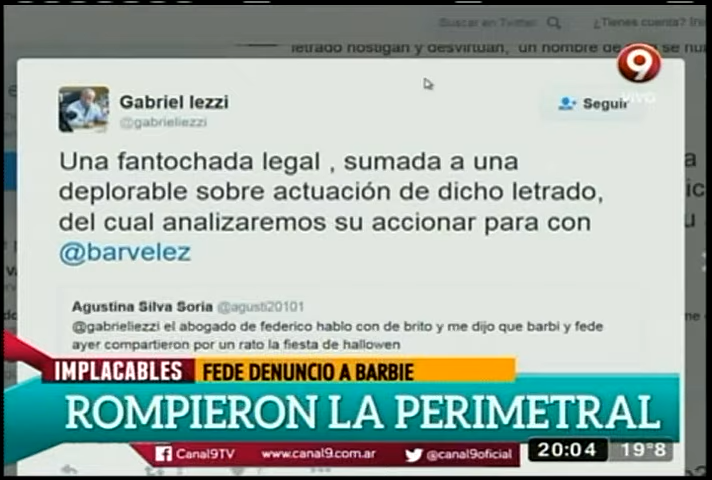 Buscar en Twitter
¿Tienes cuenta?
letrado hostigan y desvirtuan, un hombre de
9
VIVO
Gabriel Iezzi
@gabrieliezzi
Seguir
Una fantochada legal , sumada a una
deplorable sobre actuación de dicho letrado,
del cual analizaremos su accionar para con
@barvelez
Agustina Silva Soria @agusti20101
@gabrieliezzi el abogado de federico hablo con de brito y me dijo que barbi y fede
ayer compartieron por un rato la fiesta de hallowen
IMPLACABLES
FEDE DENUNCIO A BARBIE
ROMPIERON LA PERIMETRAL
Canal9TV
www.canal9.com.ar
@canal9oficial
20:04
19°8